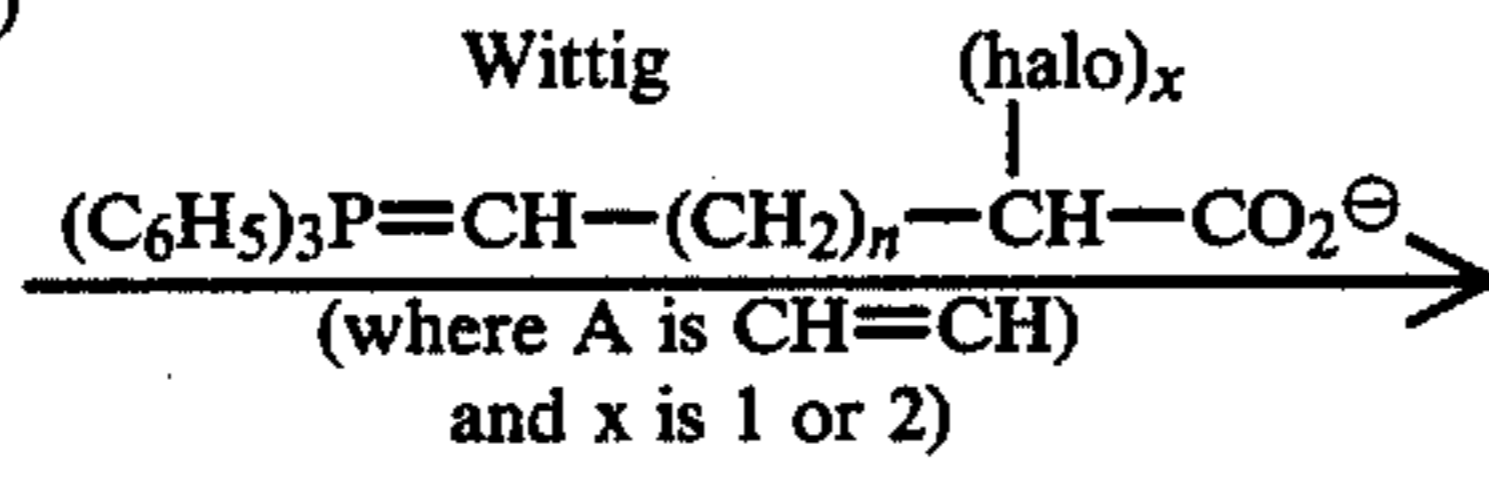 )
Wittig (halo)x
(C6H5)3P=CH—(CH2)n—CH—CO2⊖
(where A is CH=CH)
and x is 1 or 2)